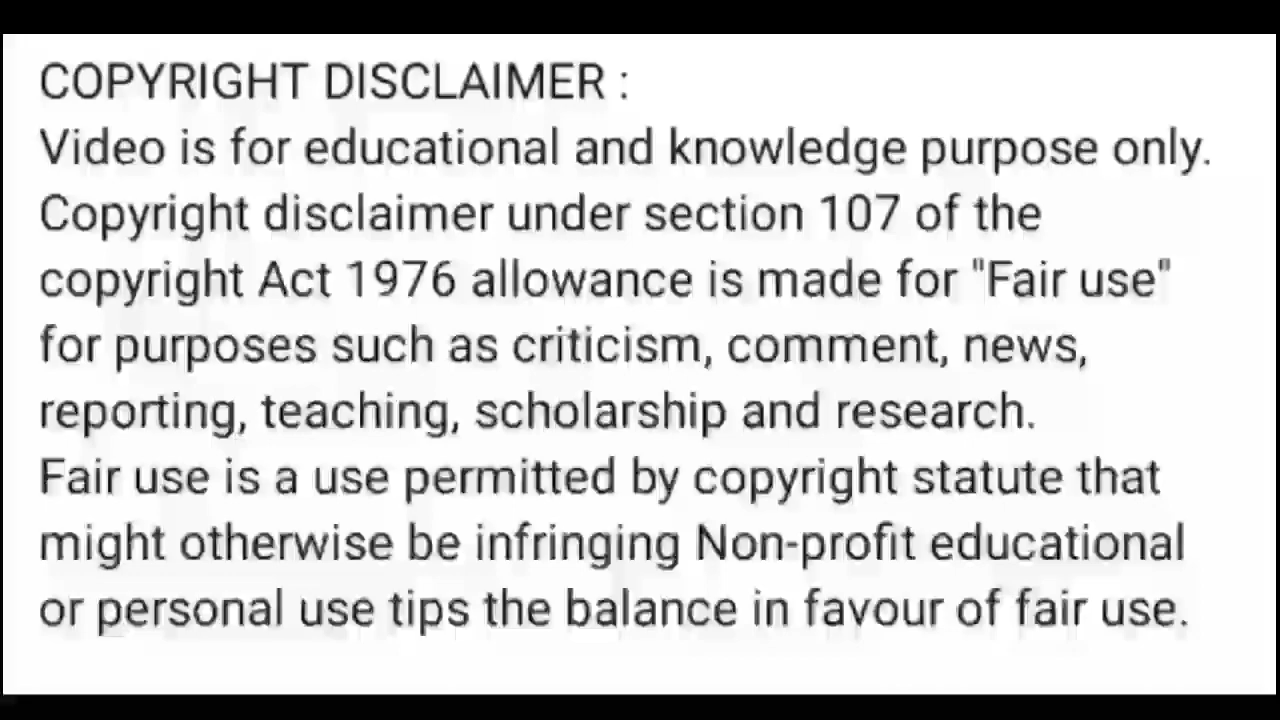 COPYRIGHT DISCLAIMER :
Video is for educational and knowledge purpose only.
Copyright disclaimer under section 107 of the
copyright Act 1976 allowance is made for "Fair use"
for purposes such as criticism, comment, news,
reporting, teaching, scholarship and research.
Fair use is a use permitted by copyright statute that
might otherwise be infringing Non-profit educational
or personal use tips the balance in favour of fair use.